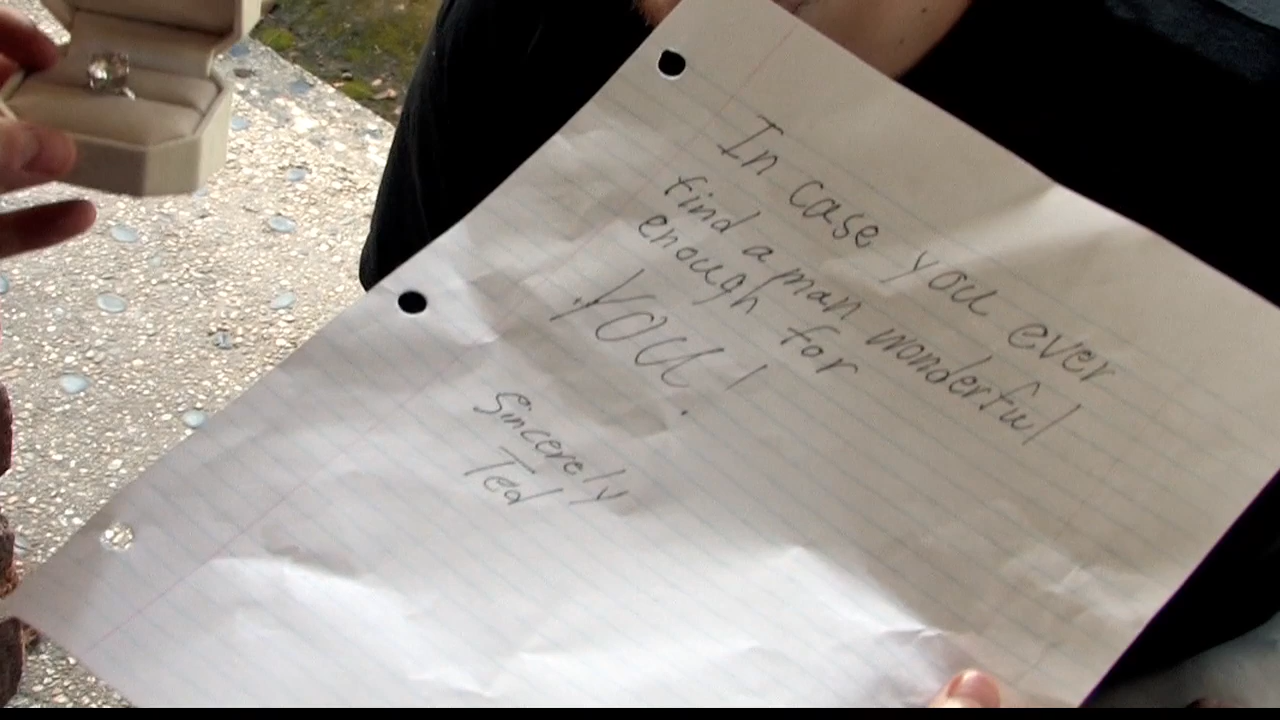 In case you ever
find a man wonderful
enough for
YOU!
Sincerely
Ted